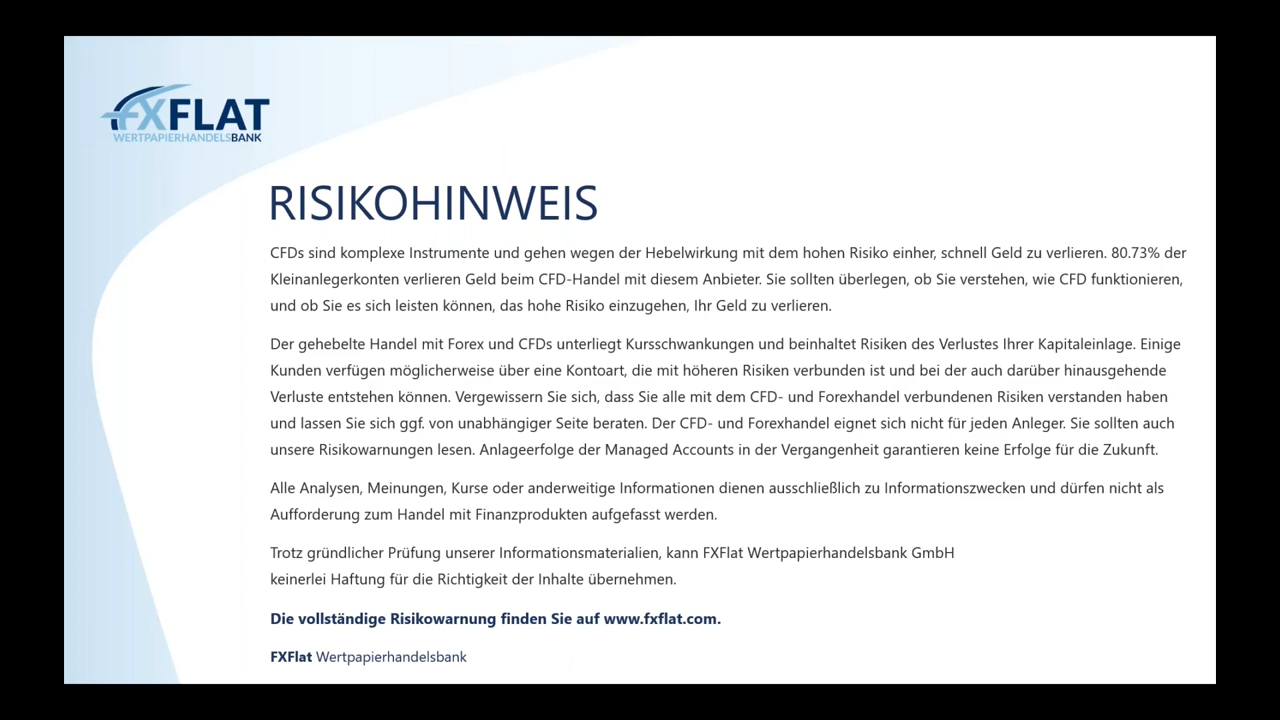 FXFLAT
WERTPAPIERHANDELSBANK
RISIKOHINWEIS
CFDs sind komplexe Instrumente und gehen wegen der Hebelwirkung mit dem hohen Risiko einher, schnell Geld zu verlieren. 80.73% der
Kleinanlegerkonten verlieren Geld beim CFD-Handel mit diesem Anbieter. Sie sollten überlegen, ob Sie verstehen, wie CFD funktionieren,
und ob Sie es sich leisten können, das hohe Risiko einzugehen, Ihr Geld zu verlieren.
Der gehebelte Handel mit Forex und CFDs unterliegt Kursschwankungen und beinhaltet Risiken des Verlustes Ihrer Kapitaleinlage. Einige
Kunden verfügen möglicherweise über eine Kontoart, die mit höheren Risiken verbunden ist und bei der auch darüber hinausgehende
Verluste entstehen können. Vergewissern Sie sich, dass Sie alle mit dem CFD- und Forexhandel verbundenen Risiken verstanden haben
und lassen Sie sich ggf. von unabhängiger Seite beraten. Der CFD- und Forexhandel eignet sich nicht für jeden Anleger. Sie sollten auch
unsere Risikowarnungen lesen. Anlageerfolge der Managed Accounts in der Vergangenheit garantieren keine Erfolge für die Zukunft.
Alle Analysen, Meinungen, Kurse oder anderweitige Informationen dienen ausschließlich zu Informationszwecken und dürfen nicht als
Aufforderung zum Handel mit Finanzprodukten aufgefasst werden.
Trotz gründlicher Prüfung unserer Informationsmaterialien, kann FXFlat Wertpapierhandelsbank GmbH
keinerlei Haftung für die Richtigkeit der Inhalte übernehmen.
Die vollständige Risikowarnung finden Sie auf www.fxflat.com.
FXFlat Wertpapierhandelsbank